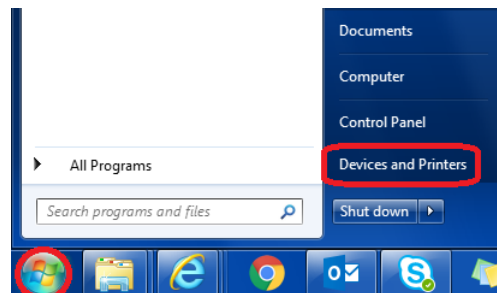 Documents
Computer
Control Panel
All Programs
Devices and Printers
Search programs and files
Shut down